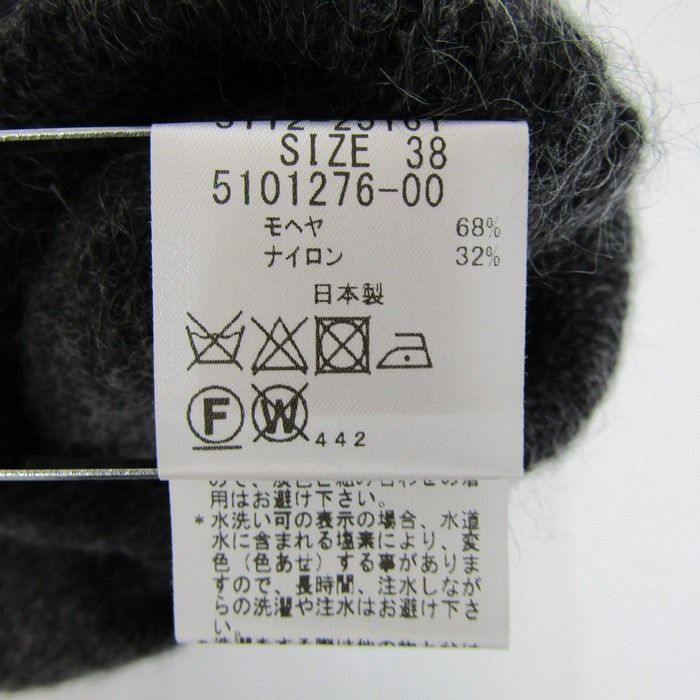 SIZE 38
5101276-00
モヘヤ 68%
ナイロン 32%
日本製
F W 442
用はお避け下さい。
*水洗い可の表示の場合、水道
水に含まれる塩素により、変
色(色あせ)する事がありま
すので、長時間、注水しなが
らの洗濯や注水はお避け下さ
い。